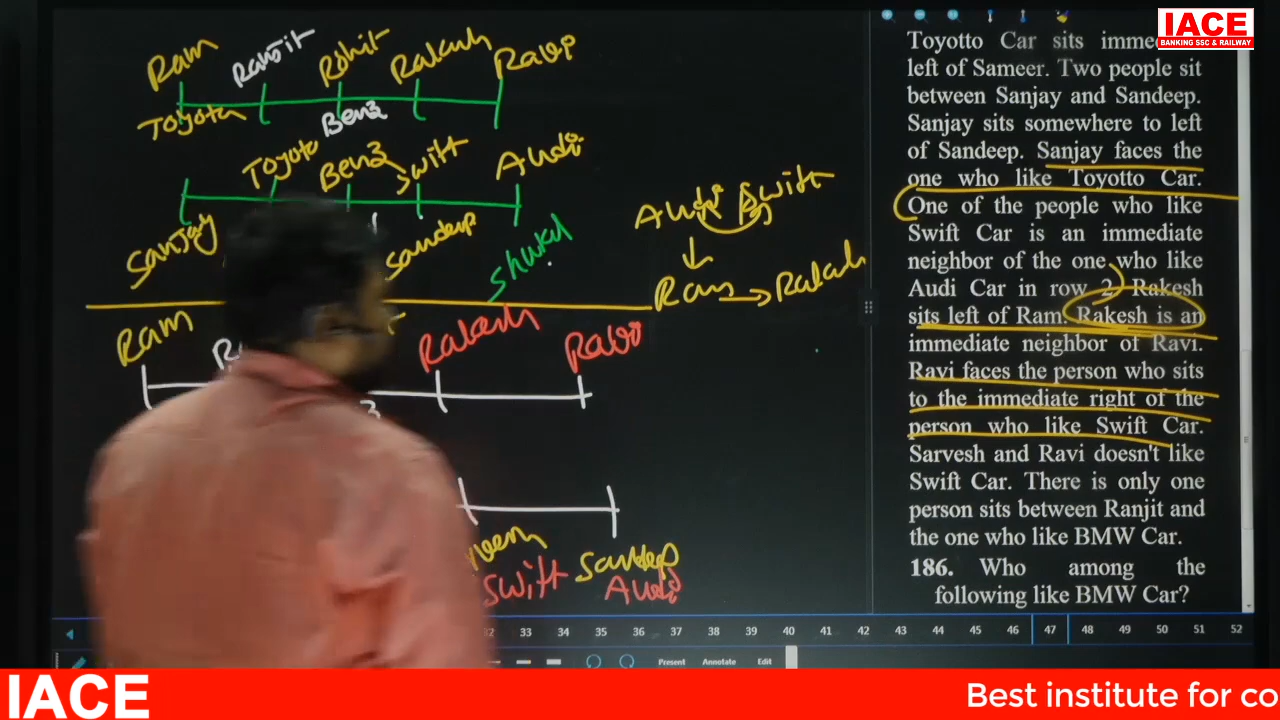 IACE
BANKING SSC & RAILWAY
Toyotto Car sits
left of Sameer. Two people sit
between Sanjay and Sandeep.
Sanjay sits somewhere to left
of Sandeep. Sanjay faces the
one who like Toyotto Car.
One of the people who like
Swift Car is an immediate
neighbor of the one who like
Audi Car in row 2. Rakesh
sits left of Ram. Rakesh is an
immediate neighbor of Ravi.
Ravi faces the person who sits
to the immediate right of the
person who like Swift Car.
Sarvesh and Ravi doesn't like
Swift Car. There is only one
person sits between Ranjit and
the one who like BMW Car.
186. Who among the
following like BMW Car?
Ram Ranjit Rohit Rakesh Ravi
Toyota Benz
Toyoto Benz Swift Audi
Sanjay Sandeep
Audi Swift
Ram Rakesh
Ram Rakesh Ravi
Sandeep
Swift Audi
33 34 35 36 37 38 39 40 41 42 43 44 45 46 47 48 49 50 51 52
Present Annotate Edit
IACE Best institute for co